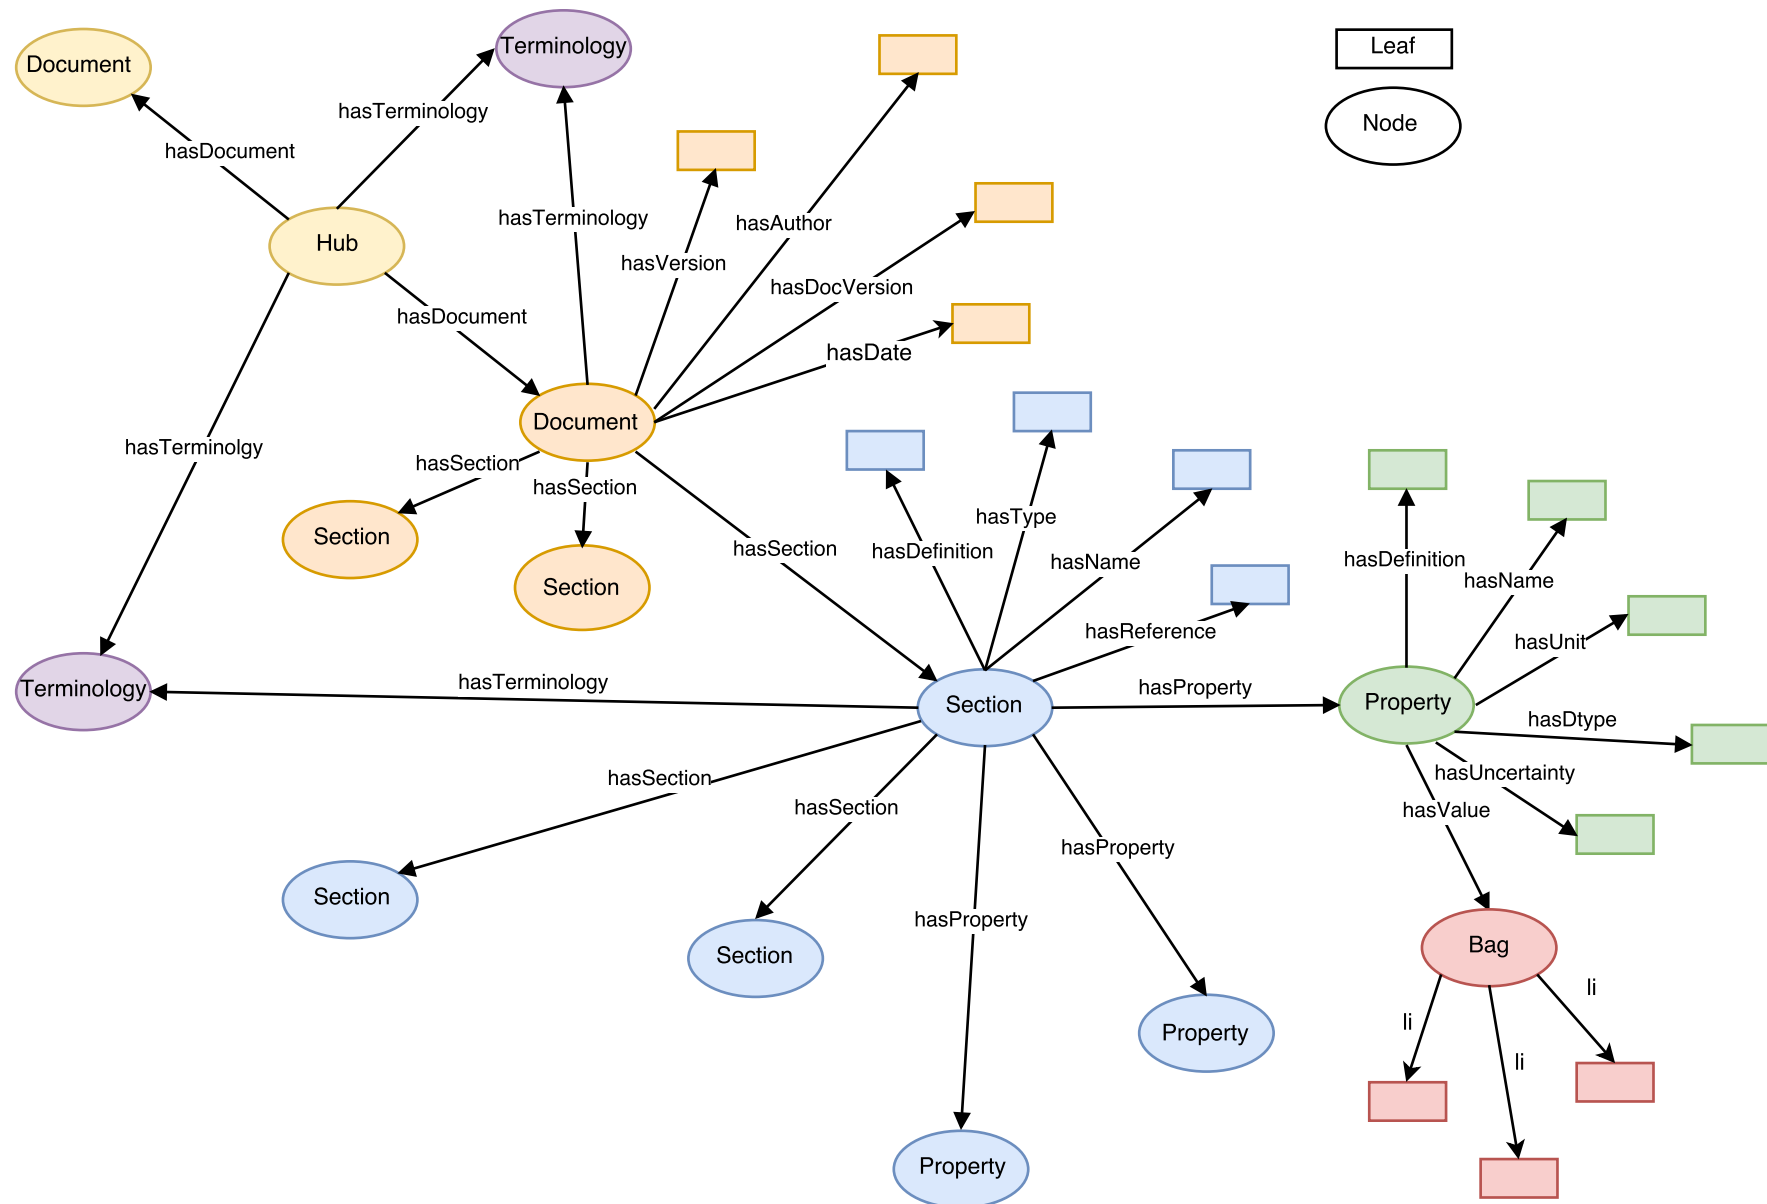 Document
Terminology
Leaf
Node
hasTerminology
hasDocument
hasTerminology
hasAuthor
Hub
hasVersion
hasDocVersion
hasDocument
hasDate
Document
hasTerminolgy
hasSection
hasSection
hasType
Section
hasSection
hasDefinition
hasName
hasDefinition
hasName
Section
hasReference
hasUnit
Terminology
hasTerminology
Section
hasProperty
Property
hasDtype
hasSection
hasUncertainty
hasSection
hasValue
hasProperty
Section
hasProperty
Section
Bag
li
li
li
Property
Property